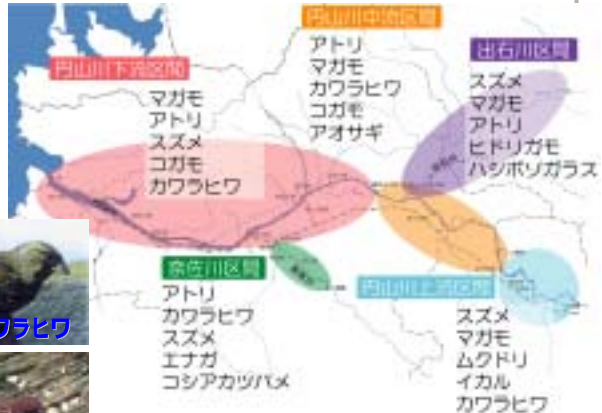 円山川下流区間
マガモ
アトリ
スズメ
コガモ
カワラヒワ
円山川中流区間
アトリ
マガモ
カワラヒワ
コガモ
アオサギ
出石川区間
スズメ
マガモ
アトリ
ヒドリガモ
ハシボソガラス
奈佐川区間
アトリ
カワラヒワ
スズメ
エナガ
コシアカツバメ
円山川上流区間
スズメ
マガモ
ムクドリ
イカル
カワラヒワ
ワラヒワ